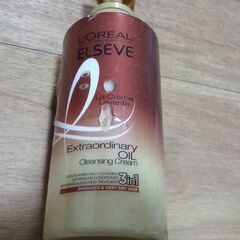 L'ORÉAL
ELSEVE
La Crème
Lavante
Extraordinary
OIL
Cleansing Cream
3in1
DAMAGED & VERY DRY HAIR